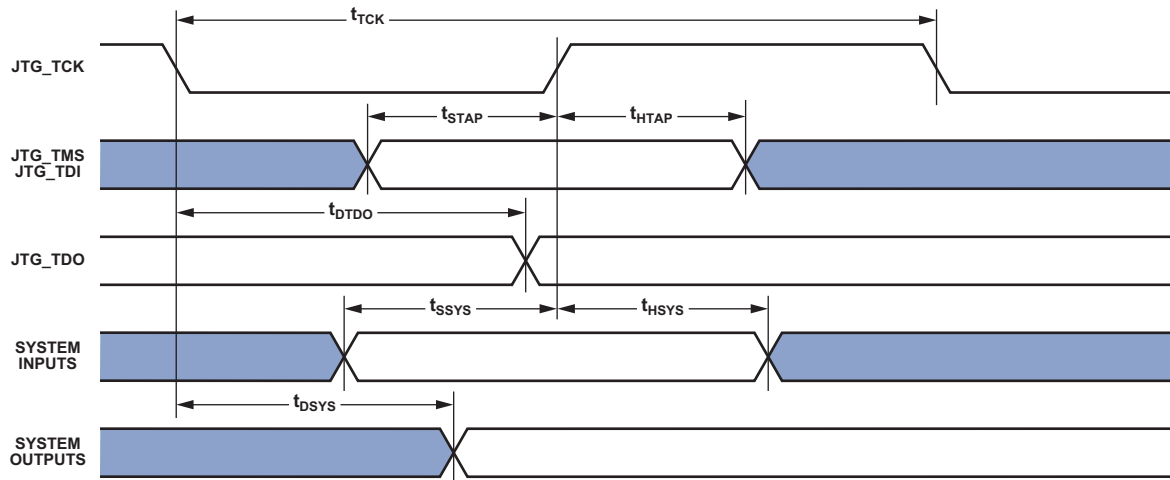 tTCK
JTG_TCK
tSTAP
tHTAP
JTG_TMS
JTG_TDI
tDTDO
JTG_TDO
tSSYS
tHSYS
SYSTEM
INPUTS
tDSYS
SYSTEM
OUTPUTS